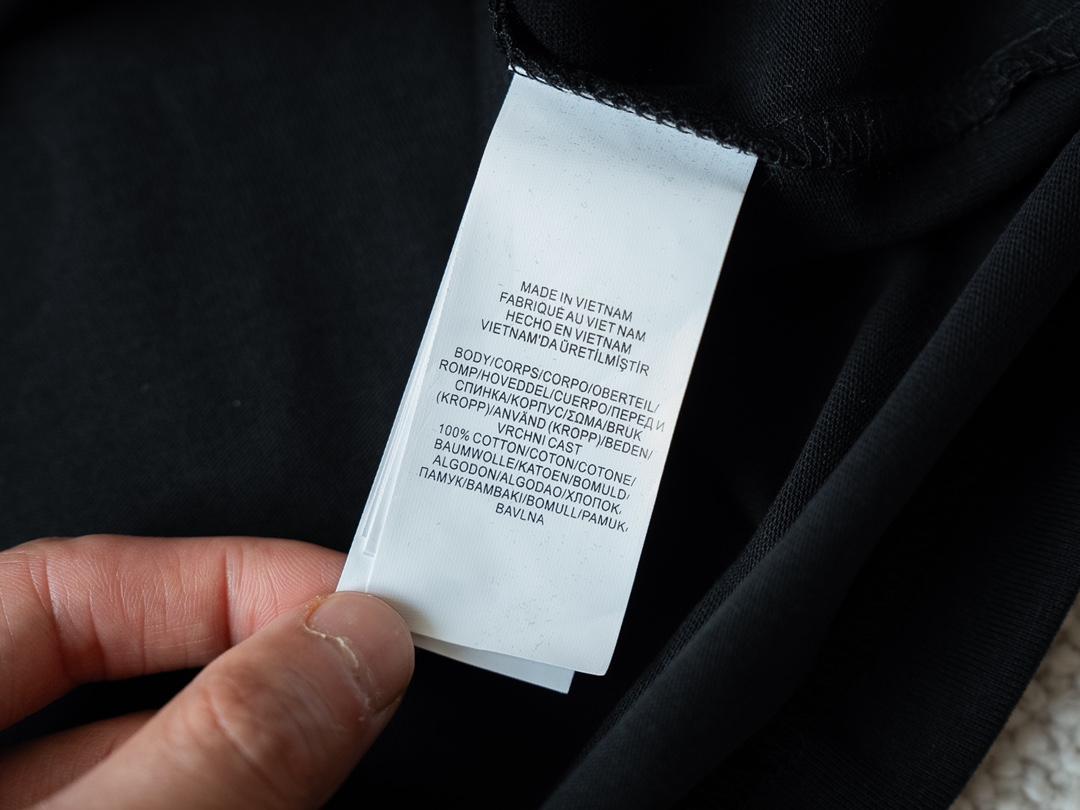 MADE IN VIETNAM
FABRIQUÉ AU VIET NAM
HECHO EN VIETNAM
VIETNAM'DA ÜRETİLMİŞTİR
BODY/CORPS/CORPO/OBERTEIL/
ROMP/HOVEDDEL/CUERPO/ПЕРЕД И
СПИНКА/КОРПУС/ΣΩΜΑ/BRUK
(KROPP)/ANVÄND (KROPP)/BEDEN/
VRCHNI CAST
100% COTTON/COTON/COTONE/
BAUMWOLLE/KATOEN/BOMULD/
ALGODON/ALGODAO/ХЛОПОК,
ПАМУК/BAMBAKI/BOMULL/PAMUK,
BAVLNA